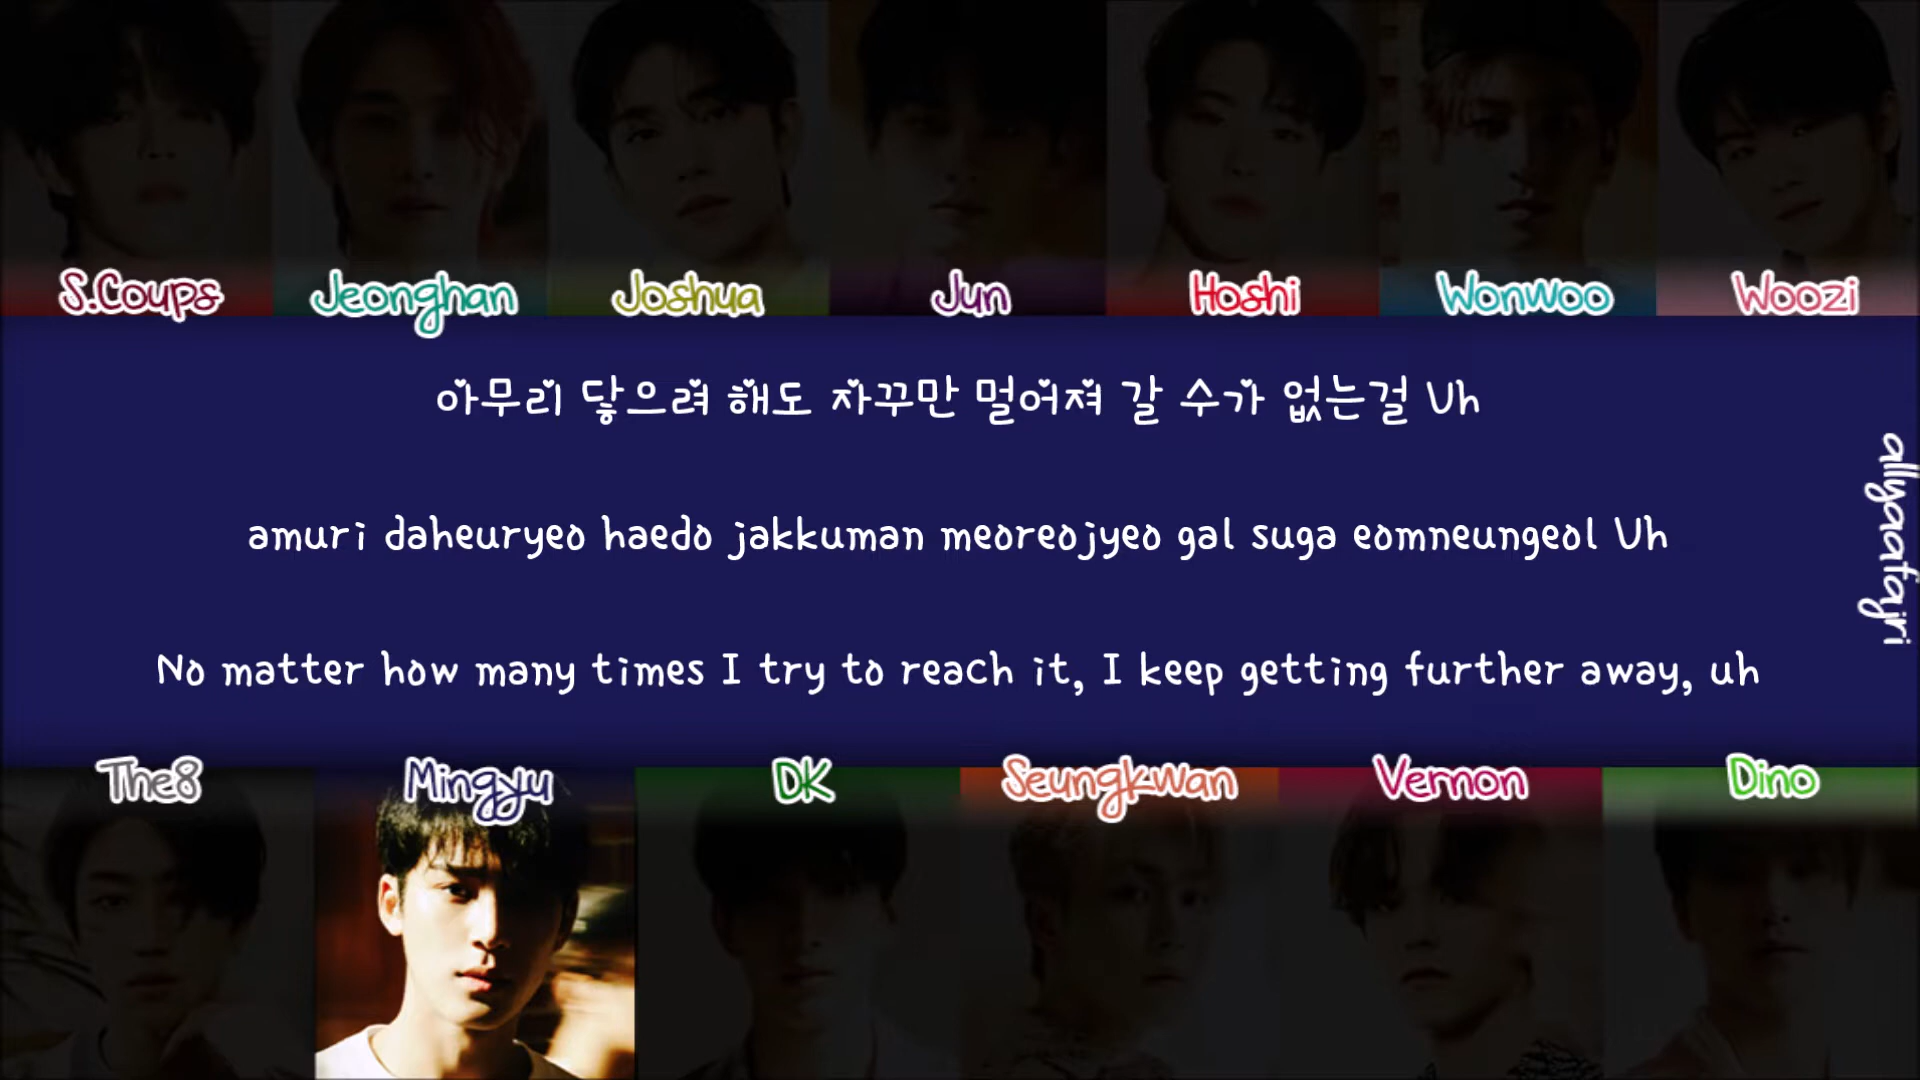 S.Coups Jeonghan Joshua Jun Hoshi Wonwoo Woozi
아무리 닿으려 해도 자꾸만 멀어져 갈 수가 없는걸 Uh
amuri daheuryeo haedo jakkuman meoreojyeo gal suga eomneungeol Uh
No matter how many times I try to reach it, I keep getting further away, uh
allyaafajri
The8 Mingyu DK Seungkwan Vernon Dino